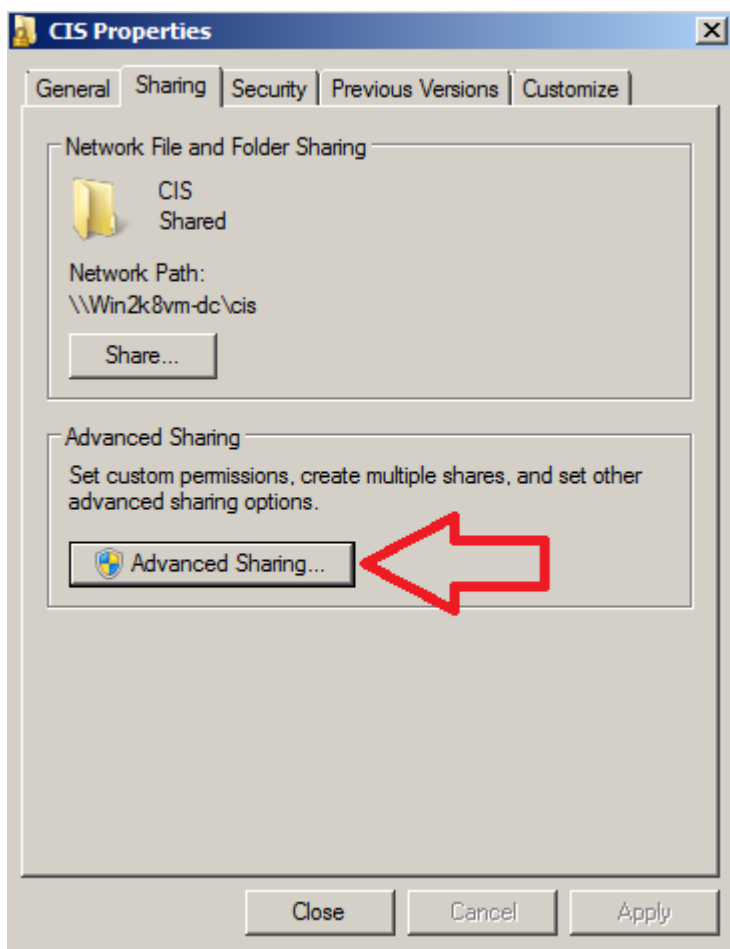 CIS Properties
General Sharing Security Previous Versions Customize
Network File and Folder Sharing
CIS
Shared
Network Path:
\\Win2k8vm-dc\cis
Share...
Advanced Sharing
Set custom permissions, create multiple shares, and set other
advanced sharing options.
Advanced Sharing...
Close Cancel Apply